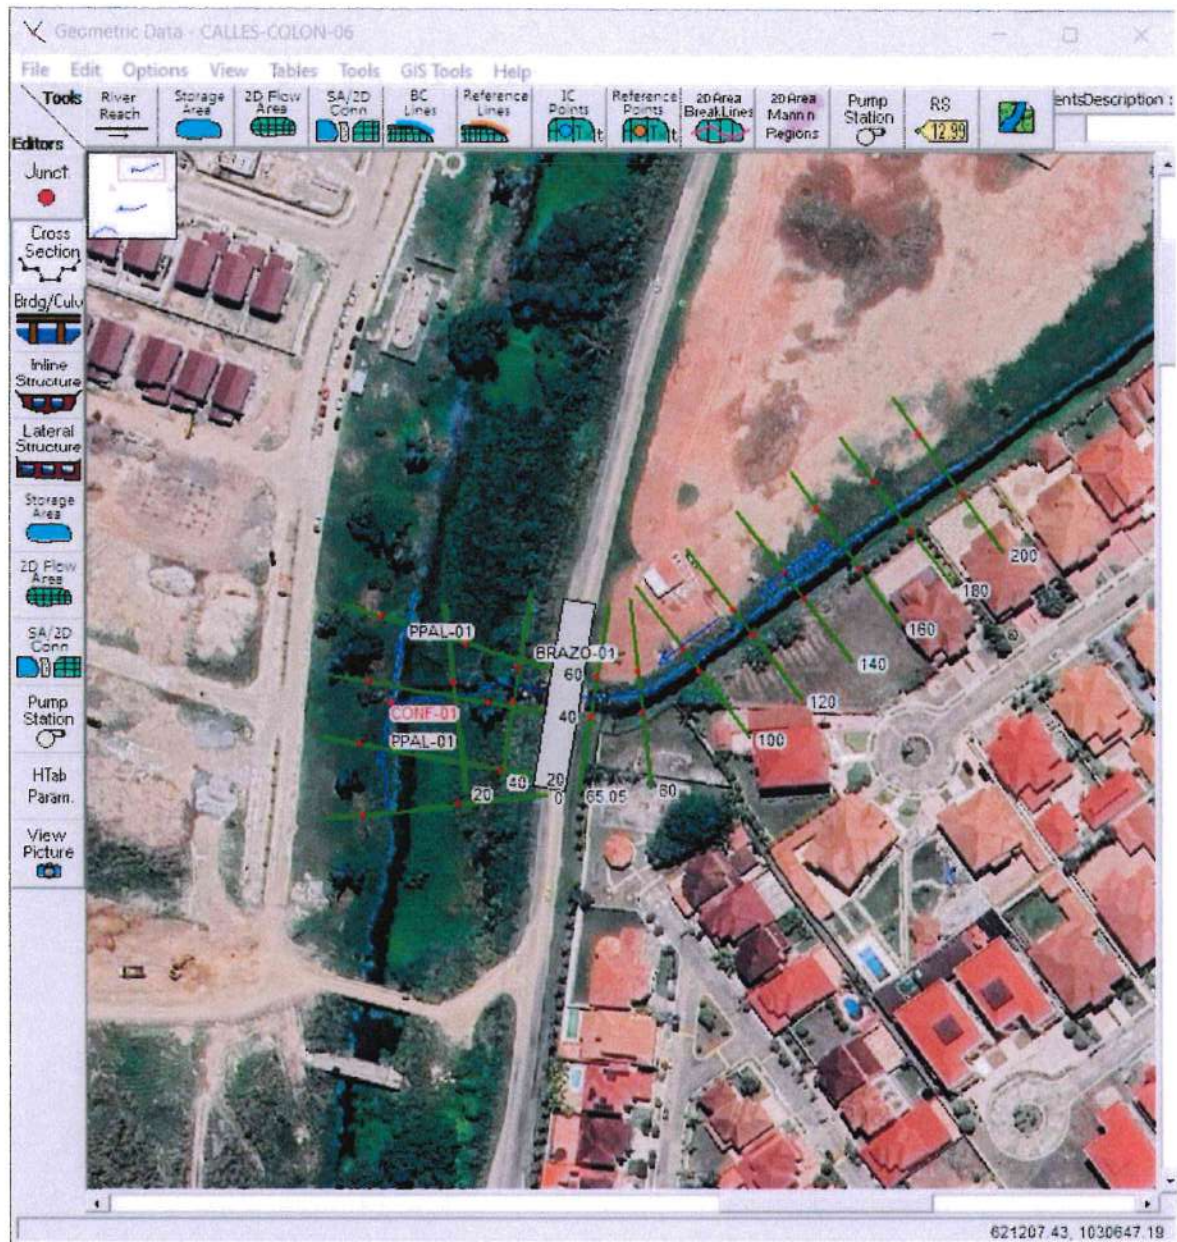 Geometric Data - CALLES-COLON-06
File Edit Options View Tables Tools GIS Tools Help
Tools
Editors
River Reach
Storage Area
2D Flow Area
SA/2D Conn
BC Lines
Reference Lines
IC Points
Reference Points
2D Area BreakLines
2D Area Mann n Regions
Pump Station
RS
12.99
entsDescription :
Junct.
Cross Section
Brdg/Culv
Inline Structure
Lateral Structure
Storage Area
2D Flow Area
SA/2D Conn
Pump Station
HTab Param.
View Picture
200
180
160
140
120
100
PPAL-01
BRAZO-01
60
CONF-01
40
PPAL-01
20
40
20
0
65.05
80
621207.43, 1030647.19